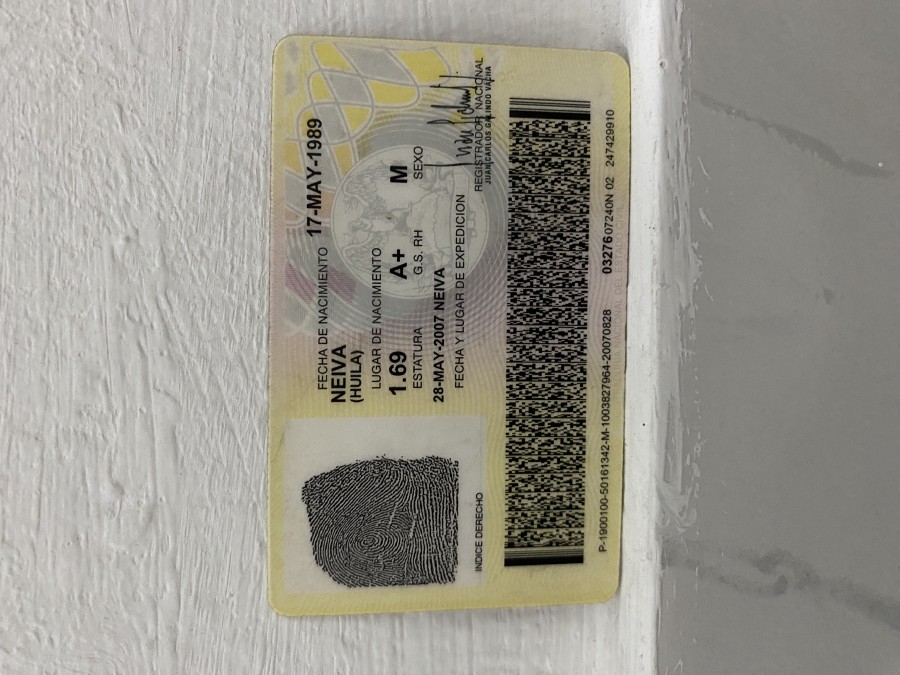 FECHA DE NACIMIENTO 17-MAY-1989
NEIVA
(HUILA)
LUGAR DE NACIMIENTO
1.69 A+ M
ESTATURA G.S. RH SEXO
28-MAY-2007 NEIVA
FECHA Y LUGAR DE EXPEDICION
REGISTRADOR NACIONAL
JUAN CARLOS GALINDO VACHA
INDICE DERECHO
P-1900100-50161342-M-1003827964-20070828 0327607240N 02 247429910